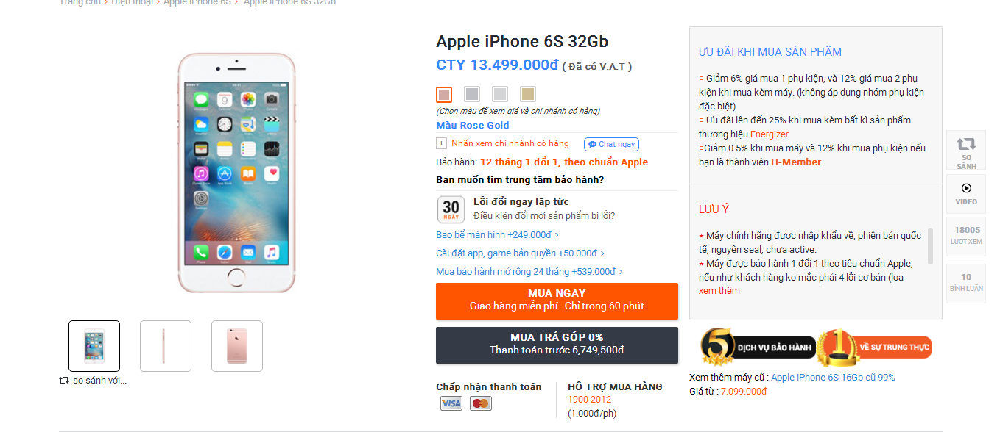 Trang chủ › Điện thoại › Apple iPhone 6S › Apple iPhone 6S 32Gb
Apple iPhone 6S 32Gb
CTY 13.499.000đ ( Đã có V.A.T )
(Chọn màu để xem giá và chi nhánh có hàng)
Màu Rose Gold
+ Nhấn xem chi nhánh có hàng
Chat ngay
Bảo hành: 12 tháng 1 đổi 1, theo chuẩn Apple
Bạn muốn tìm trung tâm bảo hành?
30 NGÀY
Lỗi đổi ngay lập tức
Điều kiện đổi mới sản phẩm bị lỗi?
Bao bể màn hình +249.000đ ›
Cài đặt app, game bản quyền +50.000đ ›
Mua bảo hành mở rộng 24 tháng +539.000đ ›
MUA NGAY
Giao hàng miễn phí - Chỉ trong 60 phút
MUA TRẢ GÓP 0%
Thanh toán trước 6,749,500đ
Chấp nhận thanh toán
VISA
HỖ TRỢ MUA HÀNG
1900 2012
(1.000đ/ph)
so sánh với...
ƯU ĐÃI KHI MUA SẢN PHẨM
¤ Giảm 6% giá mua 1 phụ kiện, và 12% giá mua 2 phụ
kiện khi mua kèm máy. (không áp dụng nhóm phụ kiện
đặc biệt)
¤ Ưu đãi lên đến 25% khi mua kèm bất kì sản phẩm
thương hiệu Energizer
¤Giảm 0.5% khi mua máy và 12% khi mua phụ kiện nếu
bạn là thành viên H-Member
LƯU Ý
★ Máy chính hãng được nhập khẩu về, phiên bản quốc
tế, nguyên seal, chưa active.
★ Máy được bảo hành 1 đổi 1 theo tiêu chuẩn Apple,
nếu như khách hàng ko mắc phải 4 lỗi cơ bản (loa
xem thêm
5 DỊCH VỤ BẢO HÀNH
1 VỀ SỰ TRUNG THỰC
Xem thêm máy cũ : Apple iPhone 6S 16Gb cũ 99%
Giá từ : 7.099.000đ
SO
SÁNH
VIDEO
18005
LƯỢT XEM
10
BÌNH LUẬN